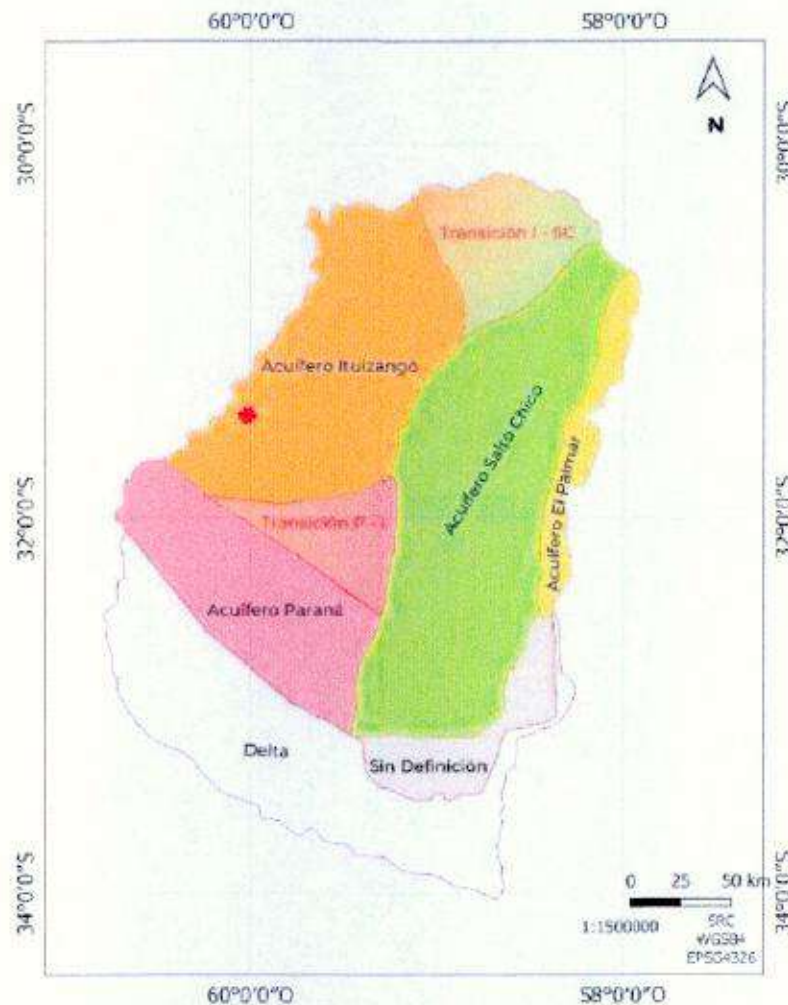 60°0'0"O 58°0'0"O
N
30°0'0"S 30°0'0"S
Transición I - SC
Acuífero Ituizangó
Acuífero Salto Chico
Acuífero El Palmar
32°0'0"S 32°0'0"S
Transición P - I
Acuífero Paraná
Delta
Sin Definición
34°0'0"S 34°0'0"S
0 25 50 km
1:1500000
SRC
WGS84
EPSG4326
60°0'0"O 58°0'0"O